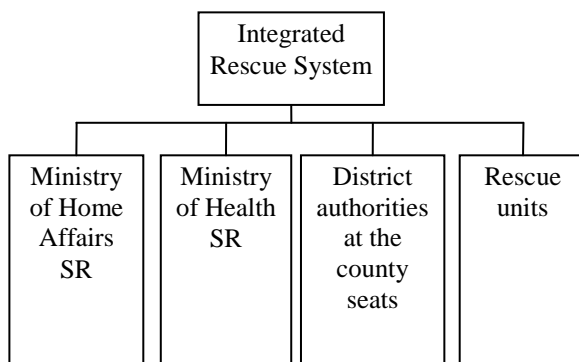 Integrated
Rescue System
Ministry
of Home
Affairs
SR
Ministry
of Health
SR
District
authorities
at the
county
seats
Rescue
units